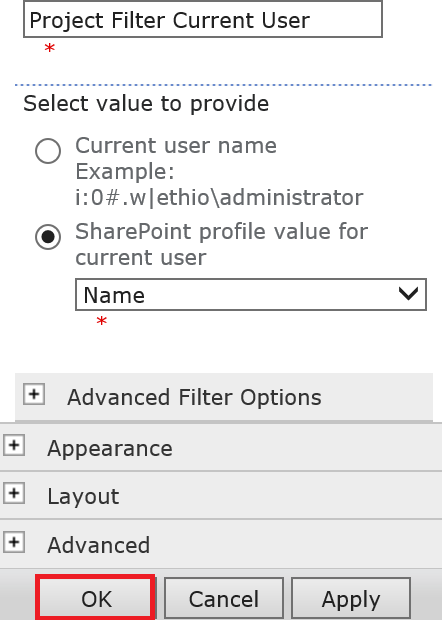 Project Filter Current User
*
Select value to provide
Current user name
Example:
i:0#.w|ethio\administrator
SharePoint profile value for
current user
Name
*
Advanced Filter Options
Appearance
Layout
Advanced
OK Cancel Apply